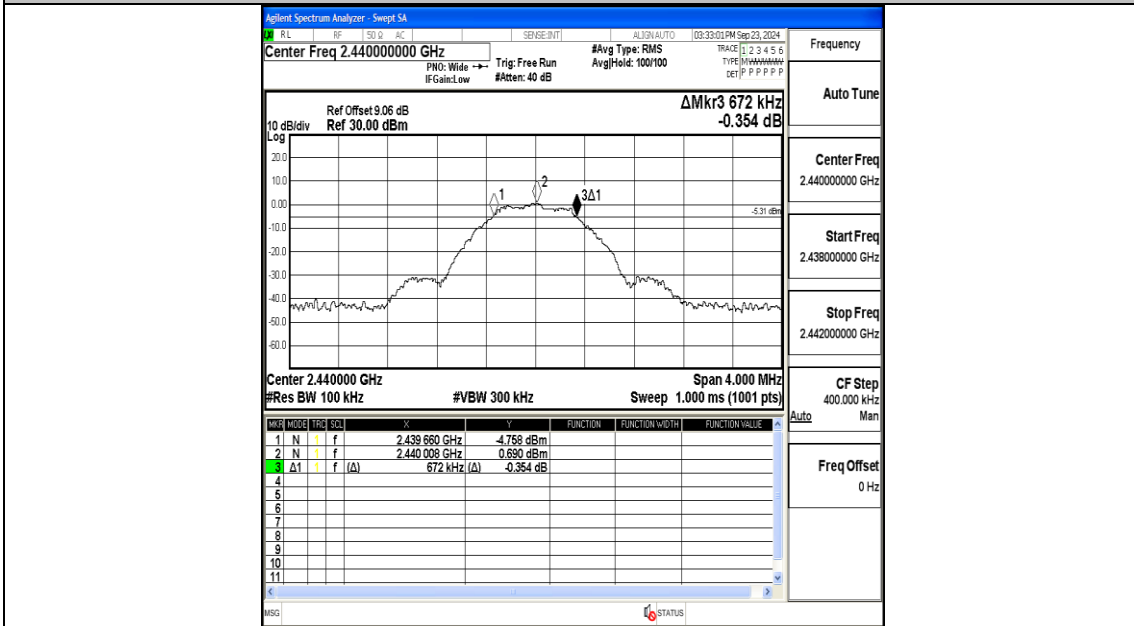 Agilent Spectrum Analyzer - Swept SA
RL RF 50 Ω AC SENSE:INT ALIGN AUTO 03:33:01 PM Sep 23, 2024
Center Freq 2.440000000 GHz
PNO: Wide
IFGain:Low
Trig: Free Run
#Atten: 40 dB
#Avg Type: RMS
Avg|Hold: 100/100
TRACE 1 2 3 4 5 6
TYPE MWWWWW
DET P P P P P P
Frequency
Auto Tune
Center Freq
2.440000000 GHz
Start Freq
2.438000000 GHz
Stop Freq
2.442000000 GHz
CF Step
400.000 kHz
Auto Man
Freq Offset
0 Hz
ΔMkr3 672 kHz
-0.354 dB
Ref Offset 9.06 dB
10 dB/div Ref 30.00 dBm
Log
20.0
10.0
0.00
-10.0
-20.0
-30.0
-40.0
-50.0
-60.0
1
2
3Δ1
-5.31 dBm
Center 2.440000 GHz Span 4.000 MHz
#Res BW 100 kHz #VBW 300 kHz Sweep 1.000 ms (1001 pts)
MKR MODE TRC SCL X Y FUNCTION FUNCTION WIDTH FUNCTION VALUE
1 N 1 f 2.439 660 GHz -4.758 dBm
2 N 1 f 2.440 008 GHz 0.690 dBm
3 Δ1 1 f (Δ) 672 kHz (Δ) -0.354 dB
4
5
6
7
8
9
10
11
MSG STATUS